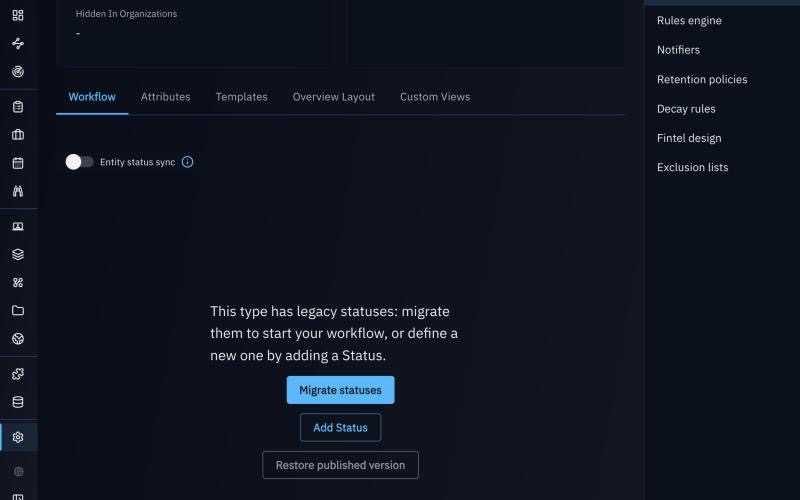 Hidden In Organizations
-
Workflow
Attributes
Templates
Overview Layout
Custom Views
Entity status sync
This type has legacy statuses: migrate
them to start your workflow, or define a
new one by adding a Status.
Migrate statuses
Add Status
Restore published version
Rules engine
Notifiers
Retention policies
Decay rules
Fintel design
Exclusion lists